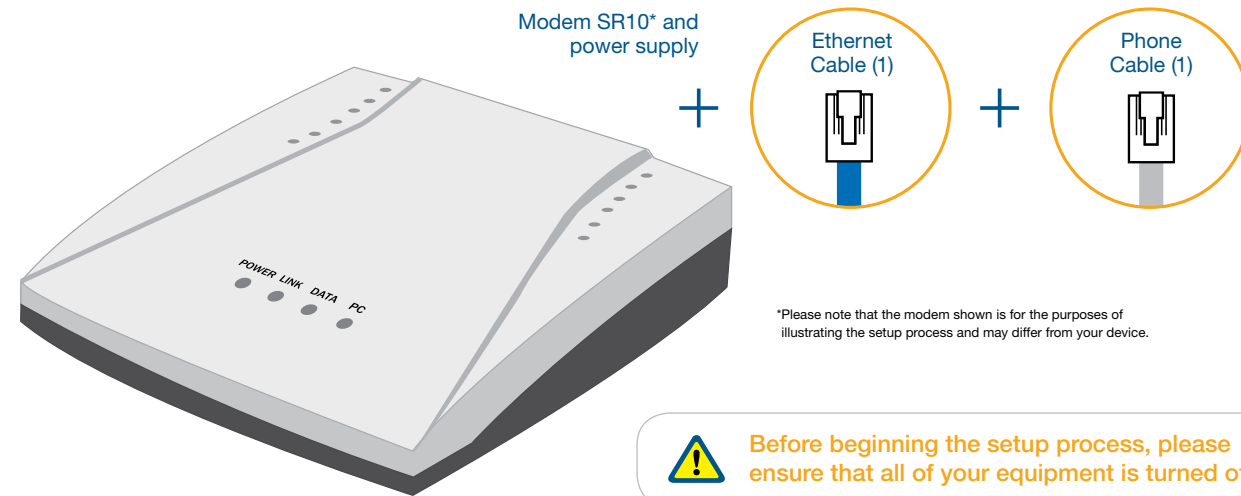 Modem SR10* and
power supply
Ethernet
Cable (1)
Phone
Cable (1)
POWER LINK DATA PC
*Please note that the modem shown is for the purposes of
illustrating the setup process and may differ from your device.
Before beginning the setup process, please
ensure that all of your equipment is turned